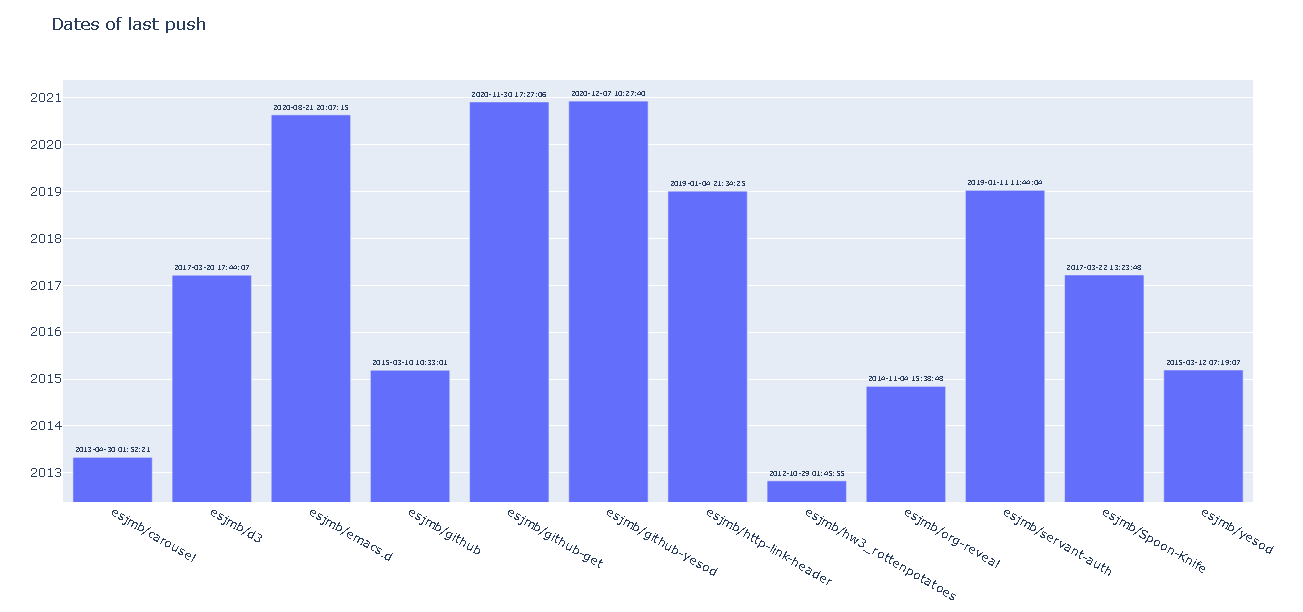 Dates of last push
2021
2020
2019
2018
2017
2016
2015
2014
2013
2013-04-30 01:52:21
2017-03-20 17:44:07
2020-08-21 20:07:15
2015-03-10 10:33:01
2020-11-30 17:27:06
2020-12-07 10:27:40
2019-01-04 21:34:25
2012-10-29 01:45:55
2014-11-04 15:38:48
2019-01-11 11:44:04
2017-03-22 13:23:48
2015-03-12 07:19:07
esjmb/carousel
esjmb/d3
esjmb/emacs.d
esjmb/github
esjmb/github-get
esjmb/github-yesod
esjmb/http-link-header
esjmb/hw3_rottenpotatoes
esjmb/org-reveal
esjmb/servant-auth
esjmb/Spoon-Knife
esjmb/yesod